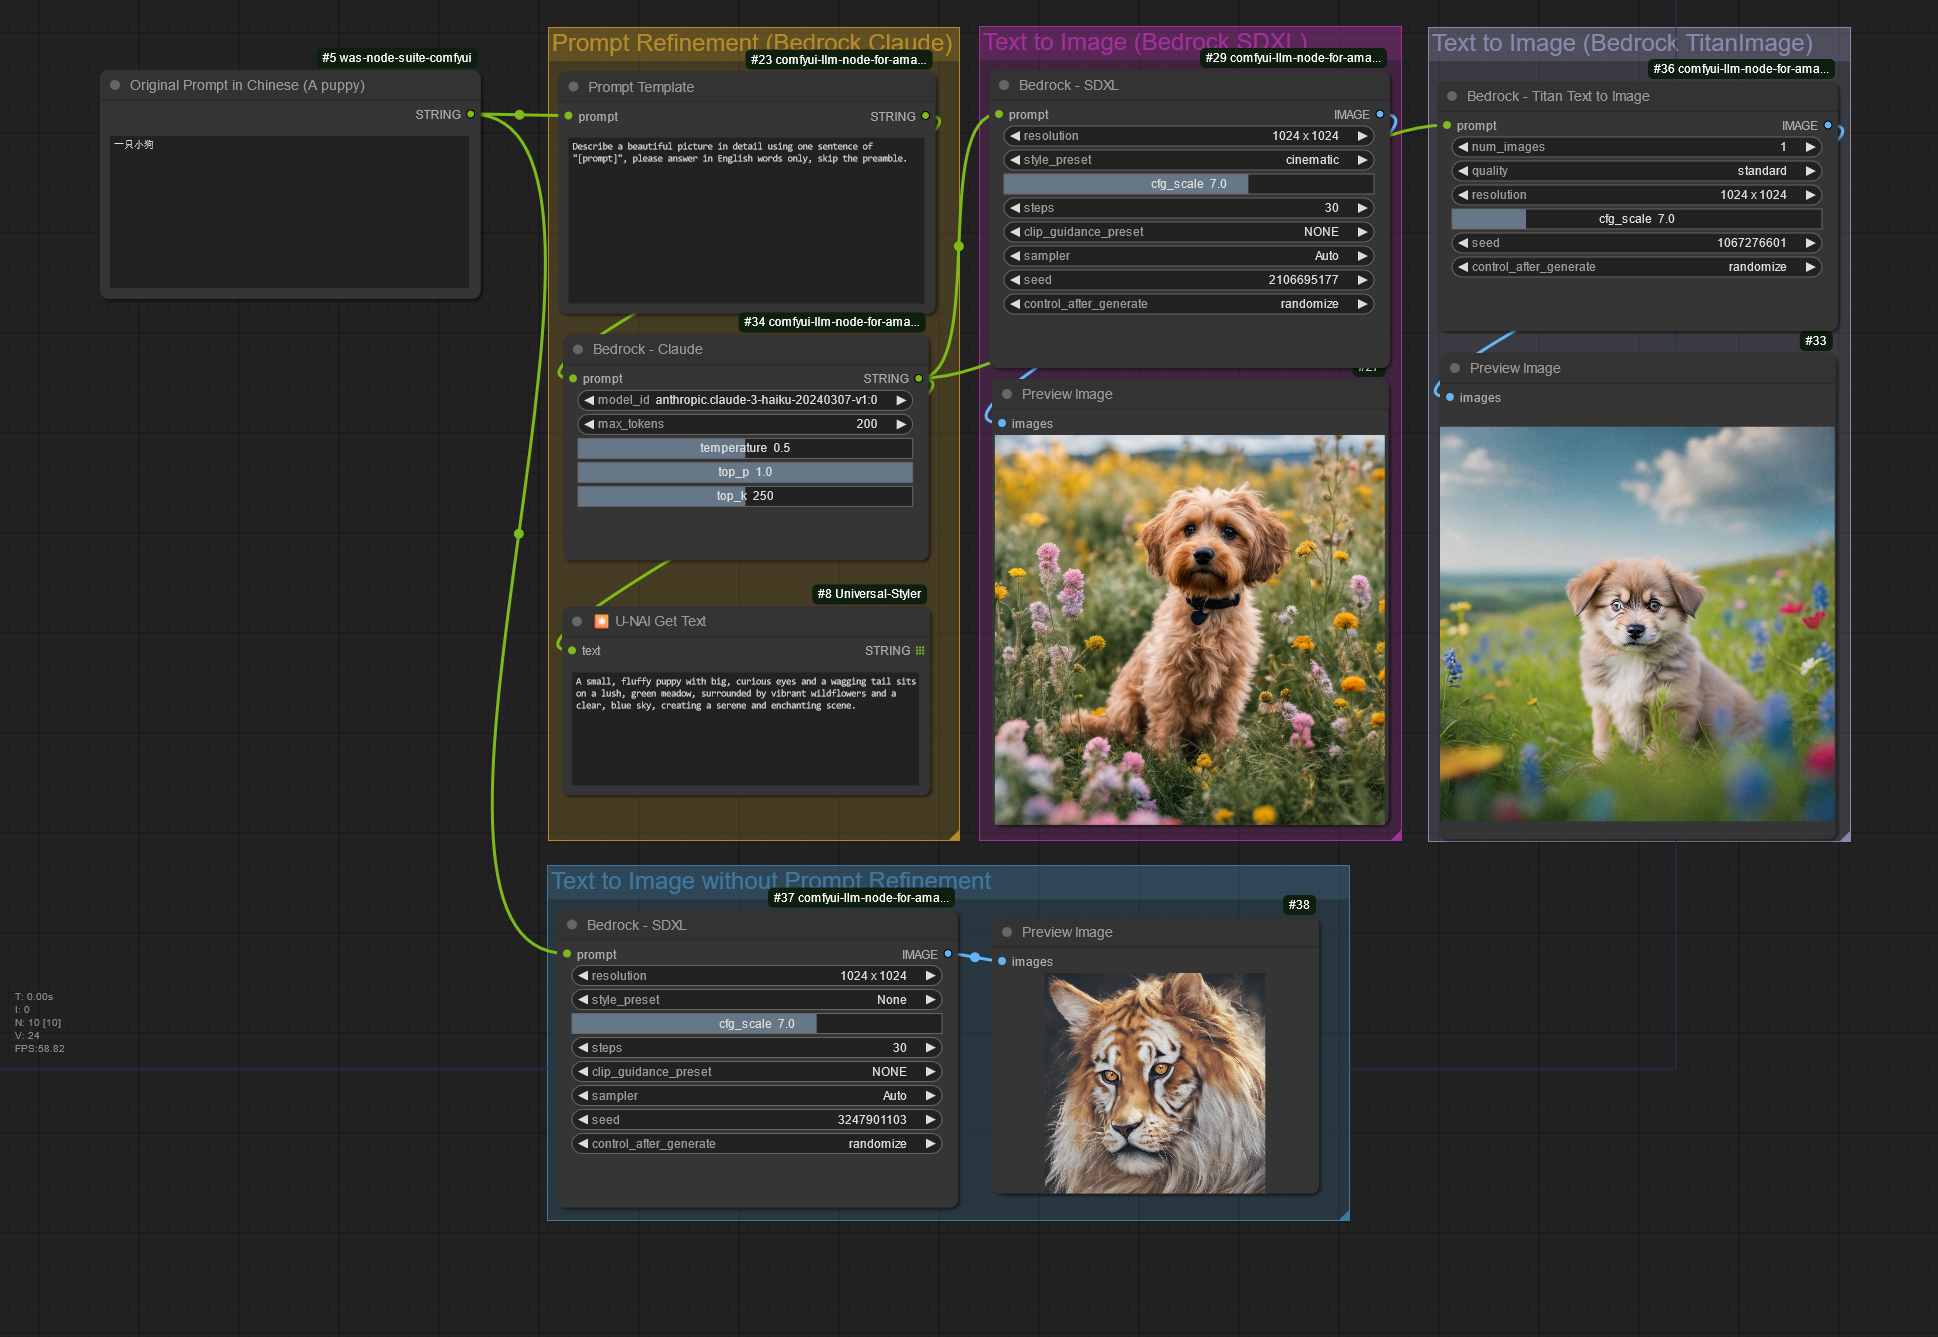 #5 was-node-suite-comfyui
Original Prompt in Chinese (A puppy)
STRING
一只小狗
Prompt Refinement (Bedrock Claude)
#23 comfyui-llm-node-for-ama...
Prompt Template
prompt
STRING
Describe a beautiful picture in detail using one sentence of
"[prompt]", please answer in English words only, skip the preamble.
#34 comfyui-llm-node-for-ama...
Bedrock - Claude
prompt
STRING
model_id anthropic.claude-3-haiku-20240307-v1:0
max_tokens 200
temperature 0.5
top_p 1.0
top_k 250
#8 Universal-Styler
U-NAI Get Text
text
STRING
A small, fluffy puppy with big, curious eyes and a wagging tail sits
on a lush, green meadow, surrounded by vibrant wildflowers and a
clear, blue sky, creating a serene and enchanting scene.
Text to Image (Bedrock SDXL)
#29 comfyui-llm-node-for-ama...
Bedrock - SDXL
prompt
IMAGE
resolution 1024 x 1024
style_preset cinematic
cfg_scale 7.0
steps 30
clip_guidance_preset NONE
sampler Auto
seed 2106695177
control_after_generate randomize
Preview Image
images
Text to Image (Bedrock TitanImage)
#36 comfyui-llm-node-for-ama...
Bedrock - Titan Text to Image
prompt
IMAGE
num_images 1
quality standard
resolution 1024 x 1024
cfg_scale 7.0
seed 1067276601
control_after_generate randomize
#33
Preview Image
images
Text to Image without Prompt Refinement
#37 comfyui-llm-node-for-ama...
Bedrock - SDXL
prompt
IMAGE
resolution 1024 x 1024
style_preset None
cfg_scale 7.0
steps 30
clip_guidance_preset NONE
sampler Auto
seed 3247901103
control_after_generate randomize
#38
Preview Image
images
T: 0.00s
I: 0
N: 10 [10]
V: 24
FPS:58.82